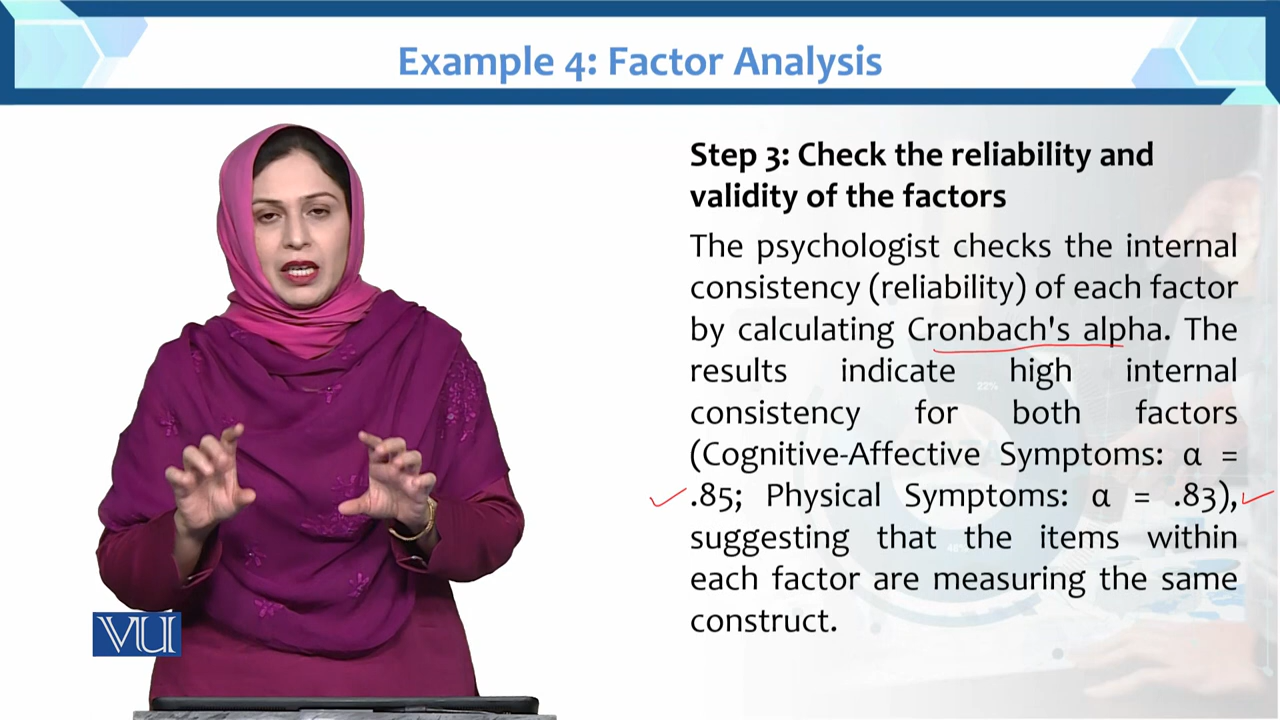 Example 4: Factor Analysis
Step 3: Check the reliability and
validity of the factors
The psychologist checks the internal
consistency (reliability) of each factor
by calculating Cronbach's alpha. The
results indicate high internal
consistency for both factors
(Cognitive-Affective Symptoms: α =
.85; Physical Symptoms: α = .83),
suggesting that the items within
each factor are measuring the same
construct.
VU
22%